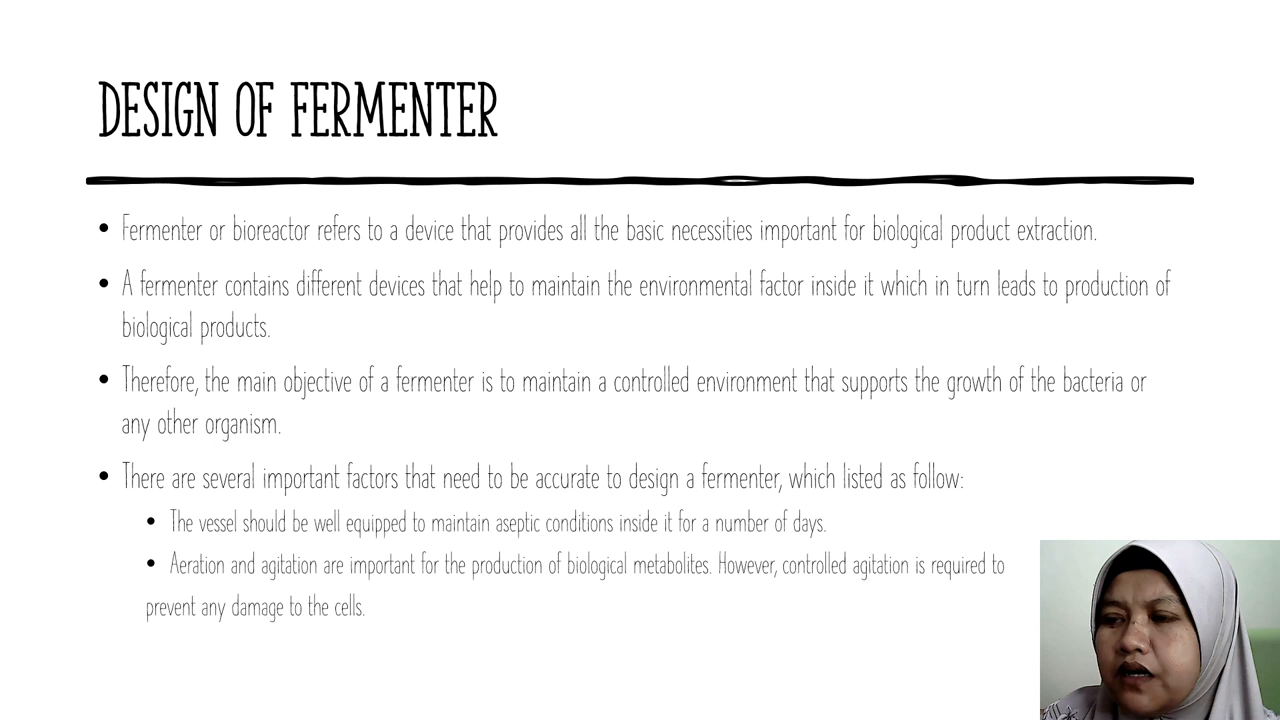 DESIGN OF FERMENTER
• Fermenter or bioreactor refers to a device that provides all the basic necessities important for biological product extraction.
• A fermenter contains different devices that help to maintain the environmental factor inside it which in turn leads to production of
biological products.
• Therefore, the main objective of a fermenter is to maintain a controlled environment that supports the growth of the bacteria or
any other organism.
• There are several important factors that need to be accurate to design a fermenter, which listed as follow:
• The vessel should be well equipped to maintain aseptic conditions inside it for a number of days.
• Aeration and agitation are important for the production of biological metabolites. However, controlled agitation is required to
prevent any damage to the cells.